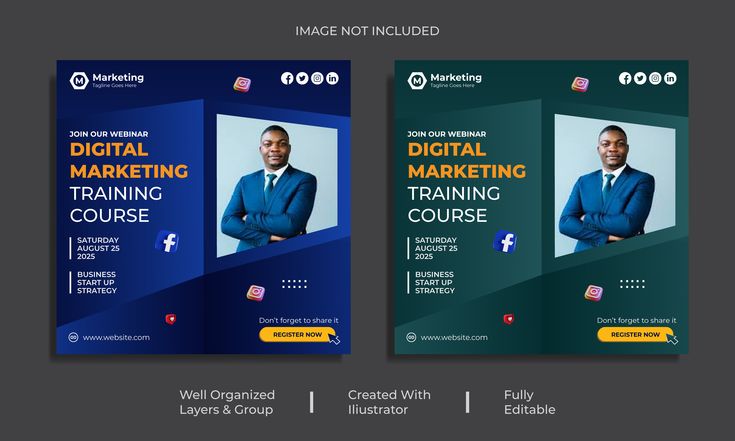 IMAGE NOT INCLUDED
M
Marketing
Tagline Goes Here
JOIN OUR WEBINAR
DIGITAL
MARKETING
TRAINING
COURSE
SATURDAY
AUGUST 25
2025
BUSINESS
START UP
STRATEGY
www.website.com
Don't forget to share it
REGISTER NOW
M
Marketing
Tagline Goes Here
JOIN OUR WEBINAR
DIGITAL
MARKETING
TRAINING
COURSE
SATURDAY
AUGUST 25
2025
BUSINESS
START UP
STRATEGY
www.website.com
Don't forget to share it
REGISTER NOW
Well Organized
Layers & Group
Created With
Iliustrator
Fully
Editable